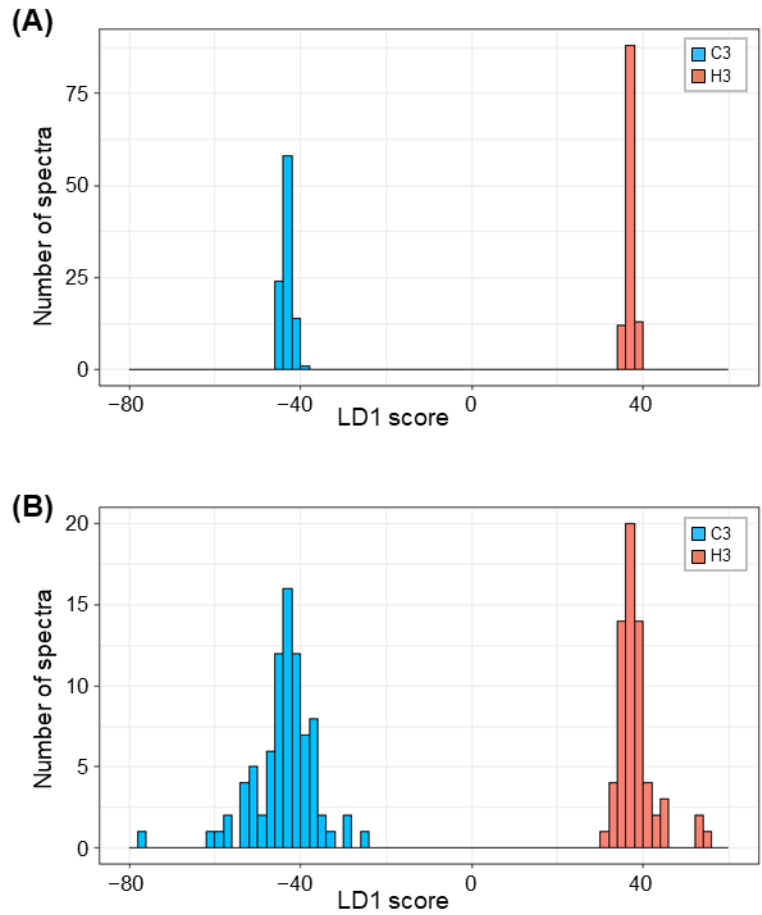 (A)
Number of spectra
75
50
25
0
C3
H3
−80 −40 0 40
LD1 score
(B)
Number of spectra
20
15
10
5
0
C3
H3
−80 −40 0 40
LD1 score